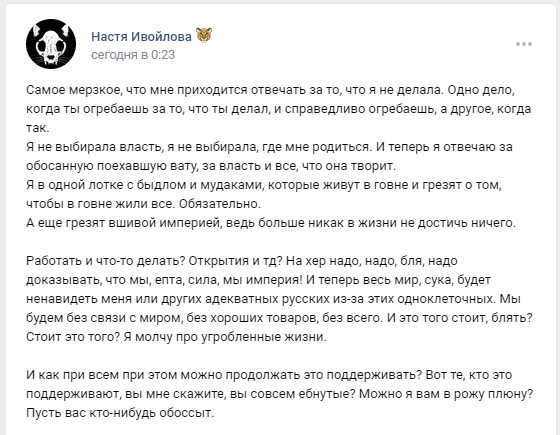 Настя Ивойлова
сегодня в 0:23
Самое мерзкое, что мне приходится отвечать за то, что я не делала. Одно дело,
когда ты огребаешь за то, что ты делал, и справедливо огребаешь, а другое, когда
так.
Я не выбирала власть, я не выбирала, где мне родиться. И теперь я отвечаю за
обосанную поехавшую вату, за власть и все, что она творит.
Я в одной лотке с быдлом и мудаками, которые живут в говне и грезят о том,
чтобы в говне жили все. Обязательно.
А еще грезят вшивой империей, ведь больше никак в жизни не достичь ничего.
Работать и что-то делать? Открытия и тд? На хер надо, надо, бля, надо
доказывать, что мы, епта, сила, мы империя! И теперь весь мир, сука, будет
ненавидеть меня или других адекватных русских из-за этих одноклеточных. Мы
будем без связи с миром, без хороших товаров, без всего. И это того стоит, блять?
Стоит это того? Я молчу про угробленные жизни.
И как при всем при этом можно продолжать это поддерживать? Вот те, кто это
поддерживают, вы мне скажите, вы совсем ебнутые? Можно я вам в рожу плюну?
Пусть вас кто-нибудь обоссыт.